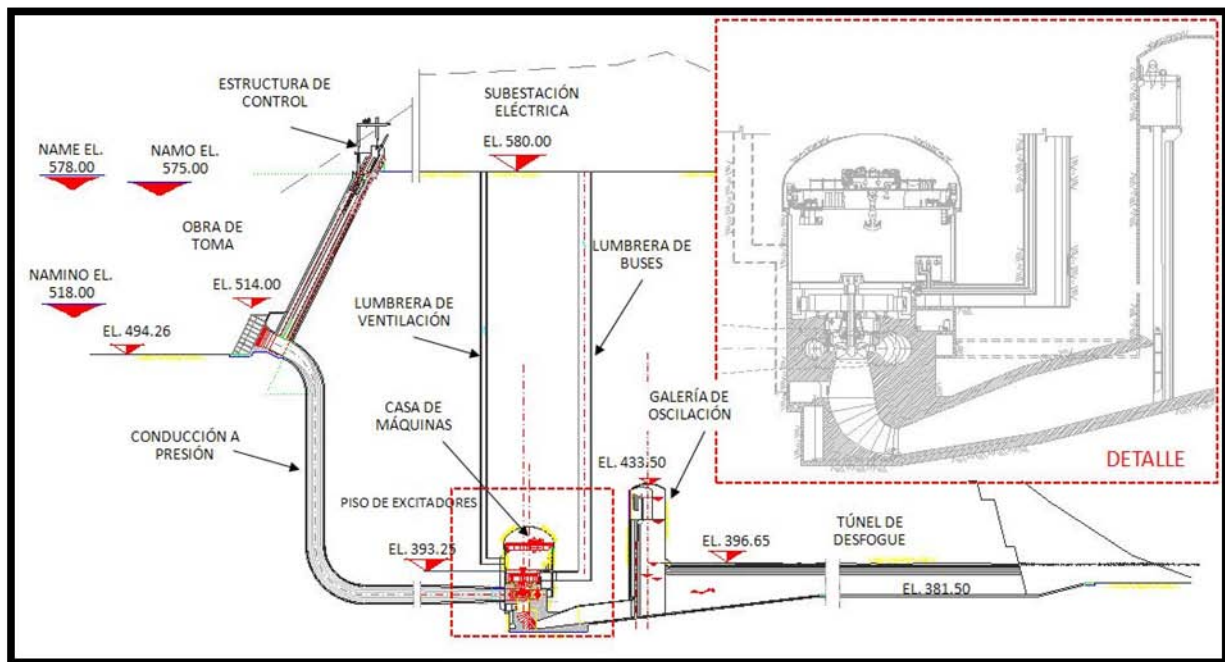 ESTRUCTURA DE
CONTROL
SUBESTACIÓN
ELÉCTRICA
EL. 580.00
NAME EL.
578.00
NAMO EL.
575.00
OBRA DE
TOMA
NAMINO EL.
518.00
EL. 514.00
EL. 494.26
LUMBRERA DE
BUSES
LUMBRERA DE
VENTILACIÓN
CASA DE
MÁQUINAS
GALERÍA DE
OSCILACIÓN
CONDUCCIÓN A
PRESIÓN
EL. 433.50
PISO DE EXCITADORES
EL. 393.25
EL. 396.65
TÚNEL DE
DESFOGUE
EL. 381.50
DETALLE